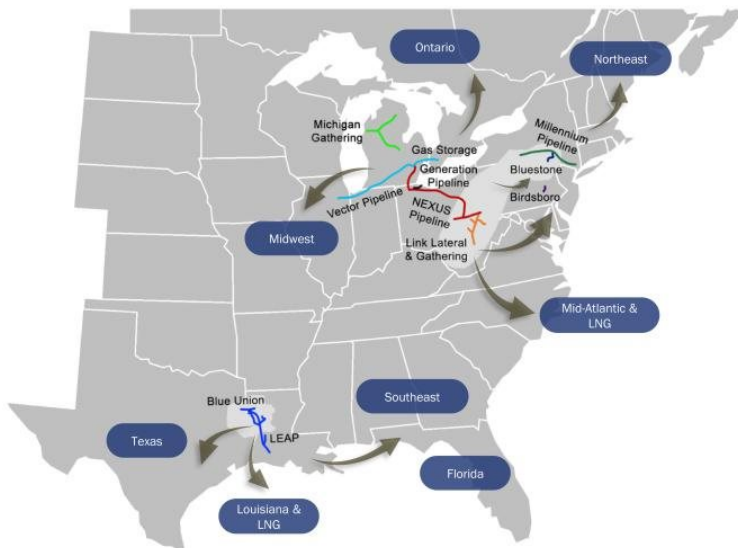 Ontario
Northeast
Michigan
Gathering
Gas Storage
Millennium
Pipeline
Generation
Pipeline
Bluestone
Vector Pipeline
NEXUS
Pipeline
Birdsboro
Midwest
Link Lateral
& Gathering
Mid-Atlantic &
LNG
Blue Union
Southeast
Texas
LEAP
Florida
Louisiana &
LNG